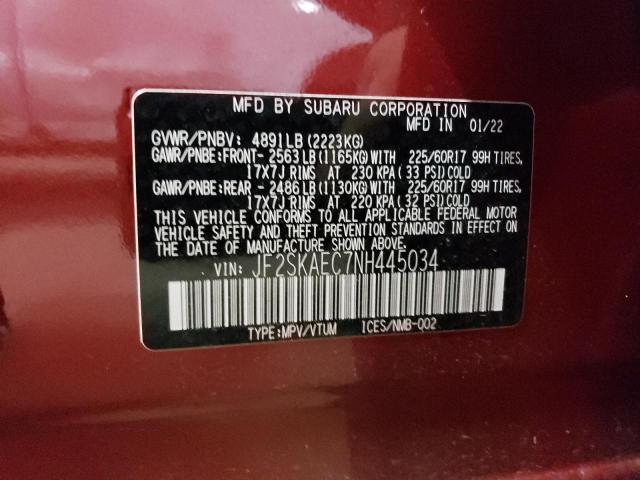 MFD BY SUBARU CORPORATION
MFD IN 01/22
GVWR/PNBV: 4891LB (2223KG)
GAWR/PNBE:FRONT- 2563LB (1165KG) WITH 225/60R17 99H TIRES,
17X7J RIMS AT 230 KPA ( 33 PSI) COLD
GAWR/PNBE:REAR - 2486LB (1130KG) WITH 225/60R17 99H TIRES,
17X7J RIMS AT 220 KPA ( 32 PSI) COLD
THIS VEHICLE CONFORMS TO ALL APPLICABLE FEDERAL MOTOR
VEHICLE SAFETY AND THEFT PREVENTION STANDARDS IN EFFECT ON
THE DATE OF MANUFACTURE SHOWN ABOVE.
VIN: JF2SKAEC7NH445034
TYPE:MPV/VTUM ICES/NMB-002